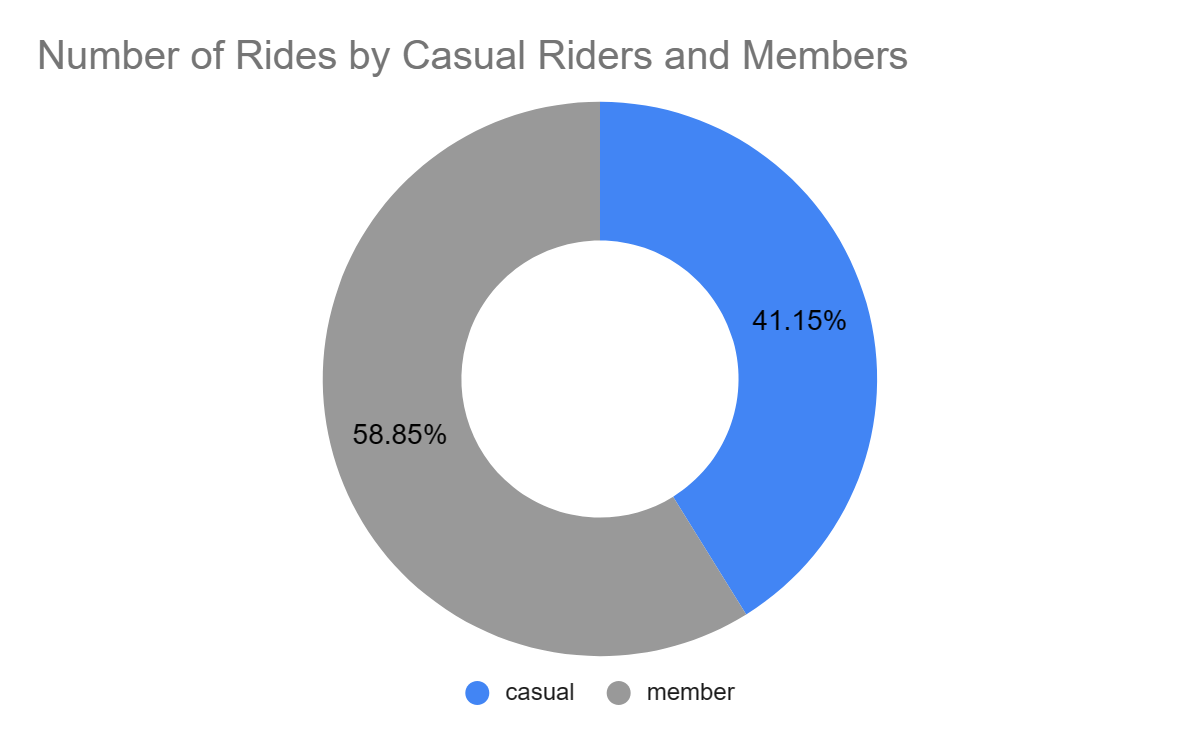 Number of Rides by Casual Riders and Members
41.15%
58.85%
casual member